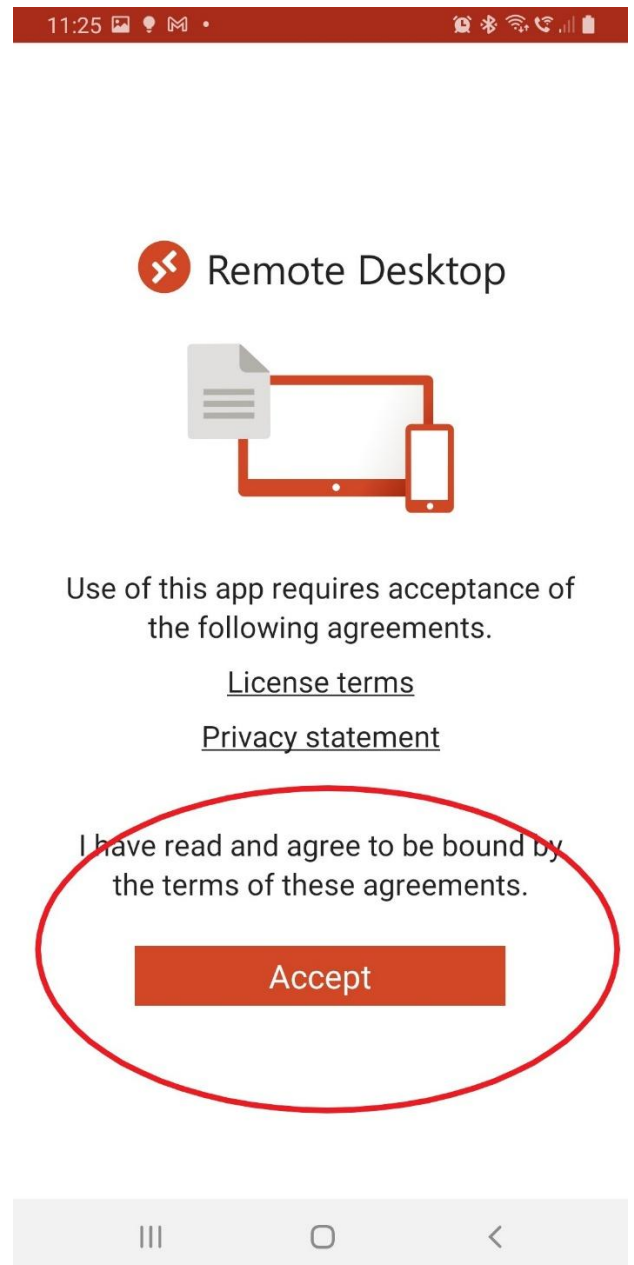 11:25
Remote Desktop
Use of this app requires acceptance of
the following agreements.
License terms
Privacy statement
I have read and agree to be bound by
the terms of these agreements.
Accept